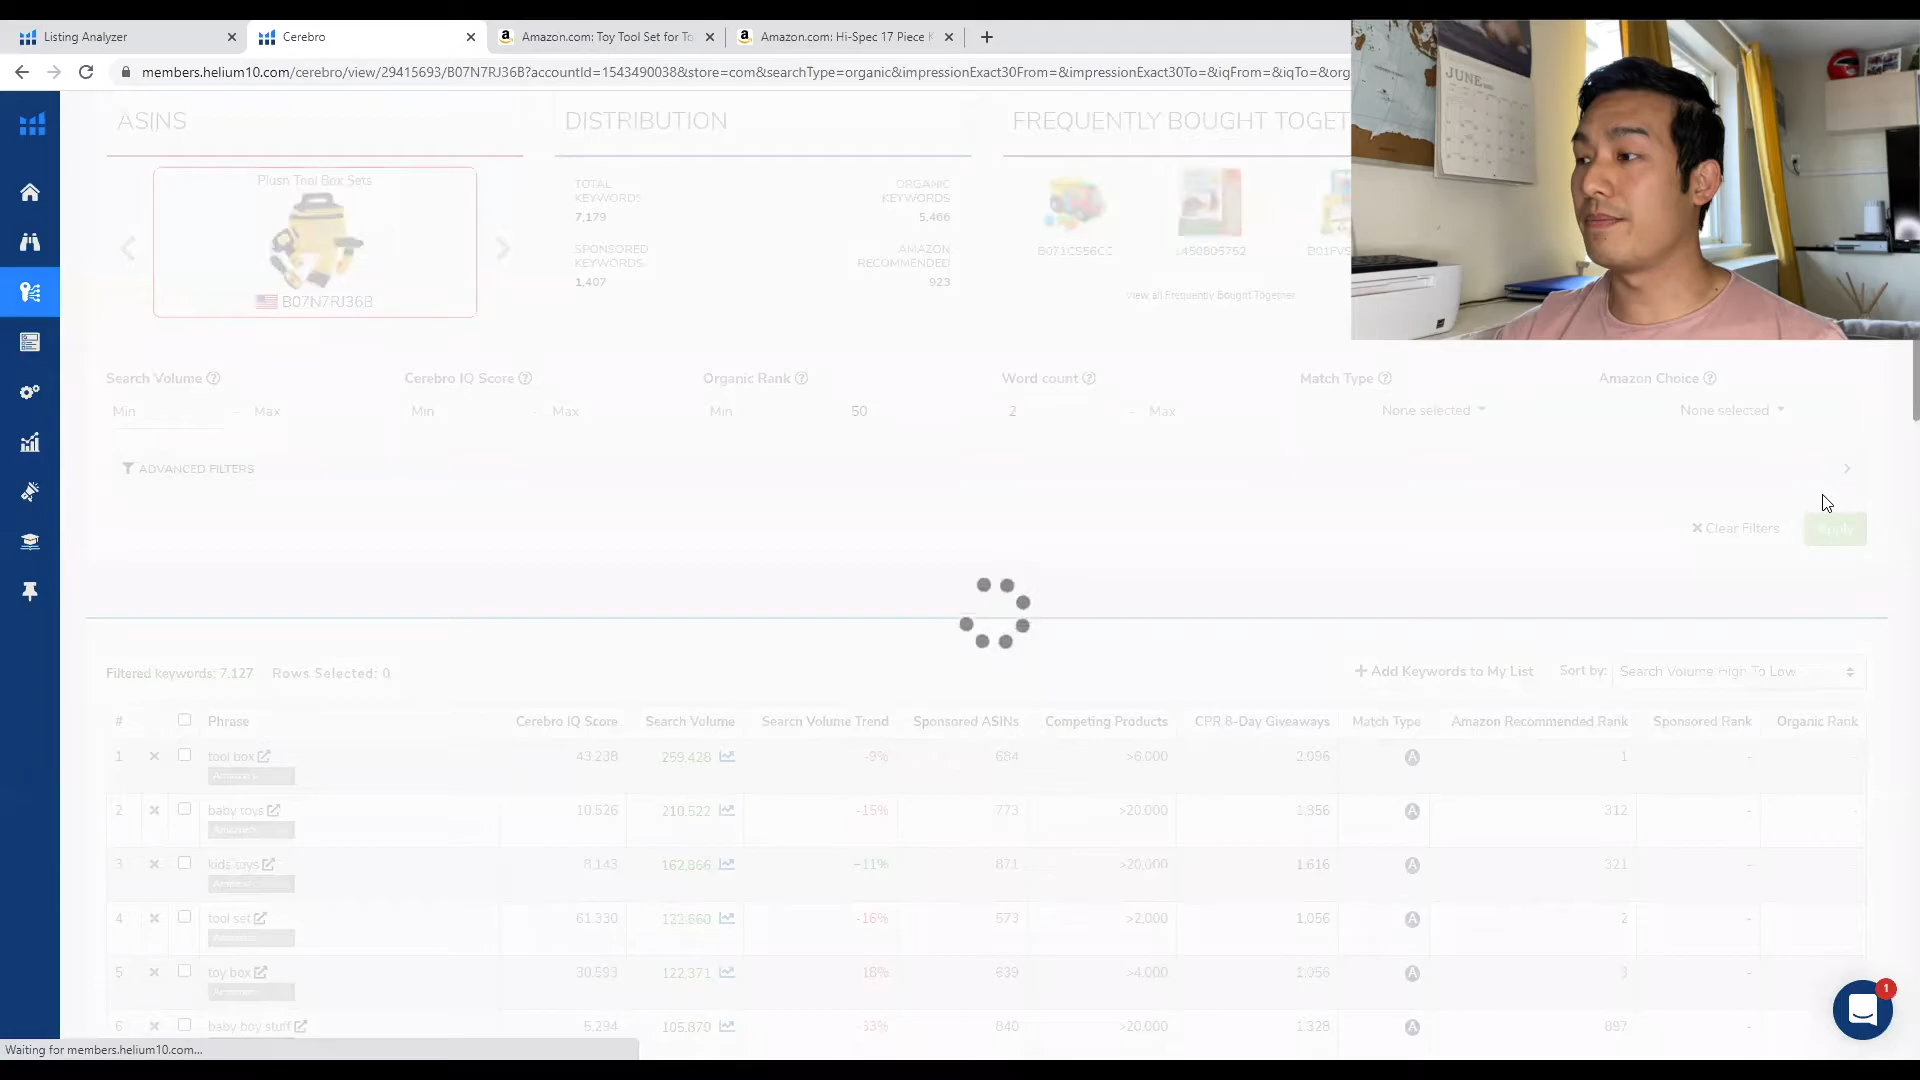 Listing Analyzer
Cerebro
Amazon.com: Toy Tool Set for To
Amazon.com: Hi-Spec 17 Piece K
members.helium10.com/cerebro/view/29415693/B07N7RJ36B?accountId=1543490038&store=com&searchType=organic&impressionExact30From=&impressionExact30To=&iqFrom=&iqTo=&org
JUNE
ASINS
DISTRIBUTION
FREQUENTLY BOUGHT TOGET
Plush Tool Box Sets
B07N7RJ36B
TOTAL KEYWORDS
7,179
ORGANIC KEYWORDS
5,466
SPONSORED KEYWORDS
1,407
AMAZON RECOMMENDED
923
B071CS56CC
1450805752
B01FVS
View all Frequently Bought Together
Search Volume
Cerebro IQ Score
Organic Rank
Word count
Match Type
Amazon Choice
Min - Max
Min - Max
Min 50
2 - Max
None selected
None selected
ADVANCED FILTERS
Clear Filters
Apply
Filtered keywords: 7,127 Rows Selected: 0
+ Add Keywords to My List
Sort by: Search Volume High To Low
# Phrase Cerebro IQ Score Search Volume Search Volume Trend Sponsored ASINs Competing Products CPR 8-Day Giveaways Match Type Amazon Recommended Rank Sponsored Rank Organic Rank
1 tool box 43,238 259,428 -9% 684 >6,000 2,096 A 1 -
2 baby toys 10,526 210,522 -15% 773 >20,000 1,856 A 312 - -
3 kids toys 8,143 162,866 +11% 871 >20,000 1,616 A 321 -
4 tool set 61,330 122,660 -16% 573 >2,000 1,056 A 2 -
5 toy box 30,593 122,371 18% 639 >4,000 1,056 A 3 -
6 baby boy stuff 5,294 105,870 -33% 840 >20,000 1,328 A 897 - -
1
Waiting for members.helium10.com...